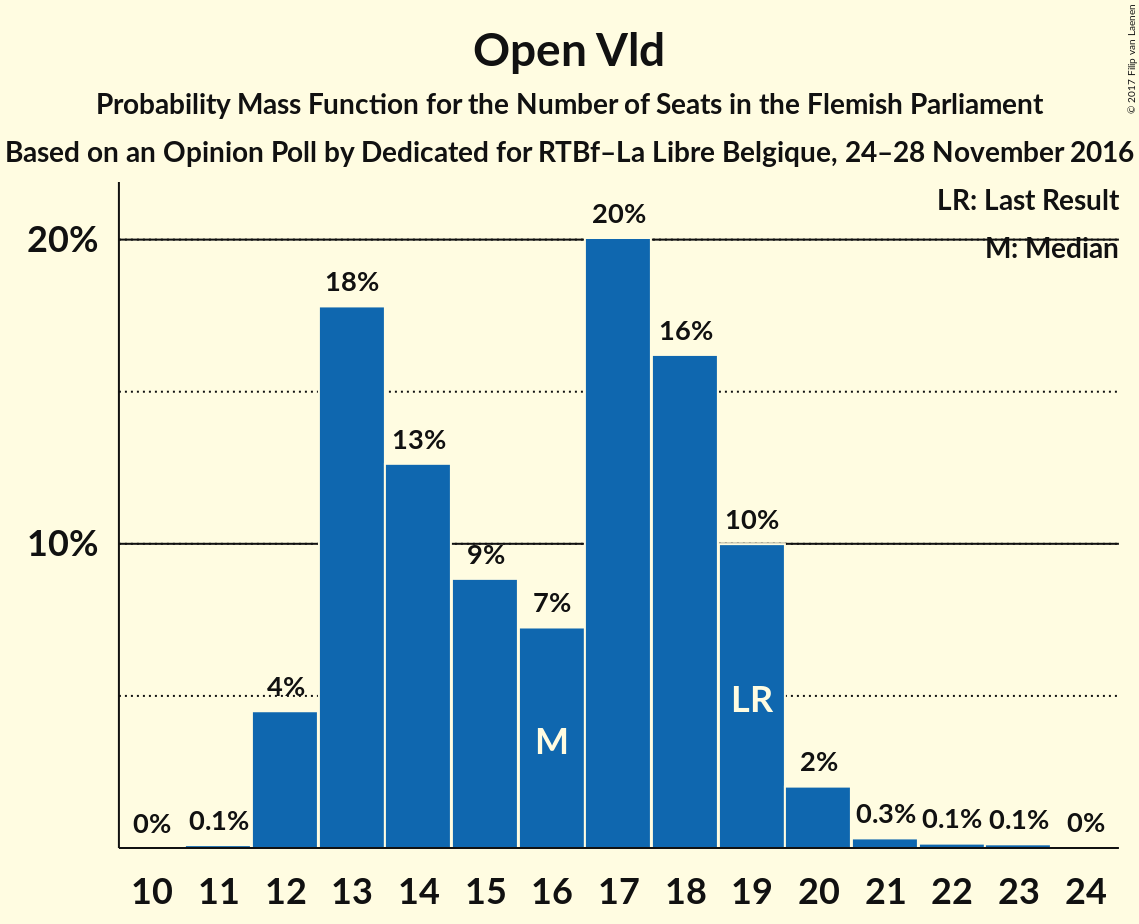 Open Vld
Probability Mass Function for the Number of Seats in the Flemish Parliament
Based on an Opinion Poll by Dedicated for RTBf–La Libre Belgique, 24–28 November 2016
© 2017 Filip van Laenen
LR: Last Result
M: Median
20%
10%
0%
0.1%
4%
18%
13%
9%
7%
20%
16%
10%
2%
0.3%
0.1%
0.1%
0%
M
LR
10 11 12 13 14 15 16 17 18 19 20 21 22 23 24